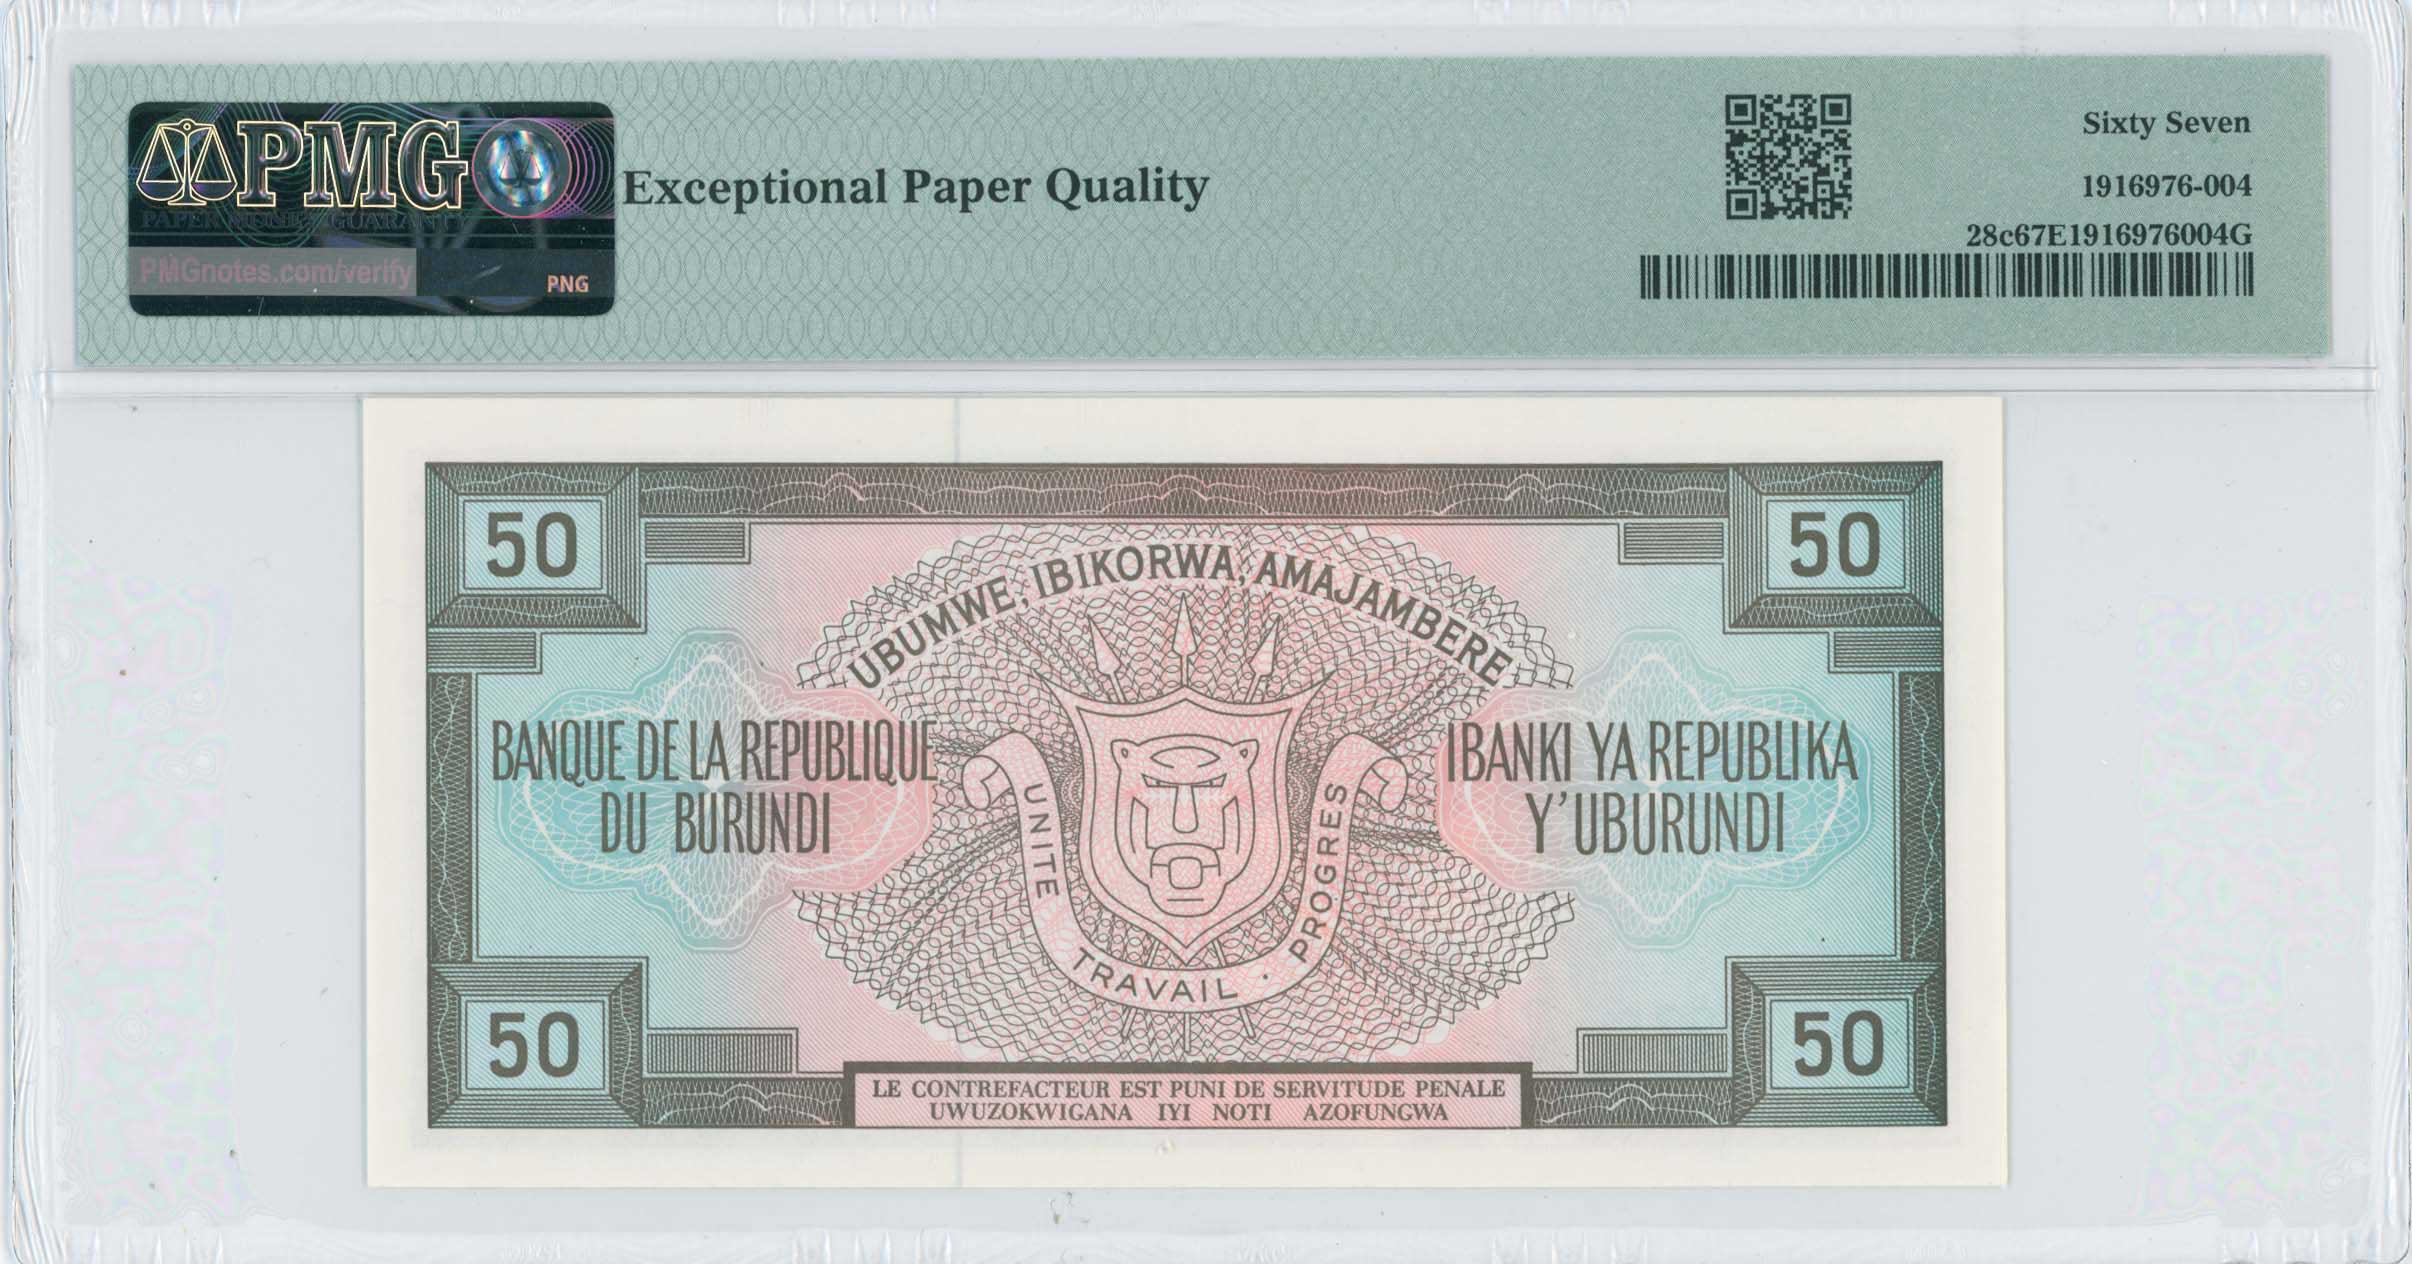 PMG
PAPER MONEY GUARANTY
PMGnotes.com/verify
PNG
Exceptional Paper Quality
Sixty Seven
1916976-004
28c67E1916976004G
50
50
UBUMWE, IBIKORWA, AMAJAMBERE
BANQUE DE LA REPUBLIQUE
DU BURUNDI
IBANKI YA REPUBLIKA
Y'UBURUNDI
UNITE TRAVAIL · PROGRES
50
50
LE CONTREFACTEUR EST PUNI DE SERVITUDE PENALE
UWUZOKWIGANA IYI NOTI AZOFUNGWA